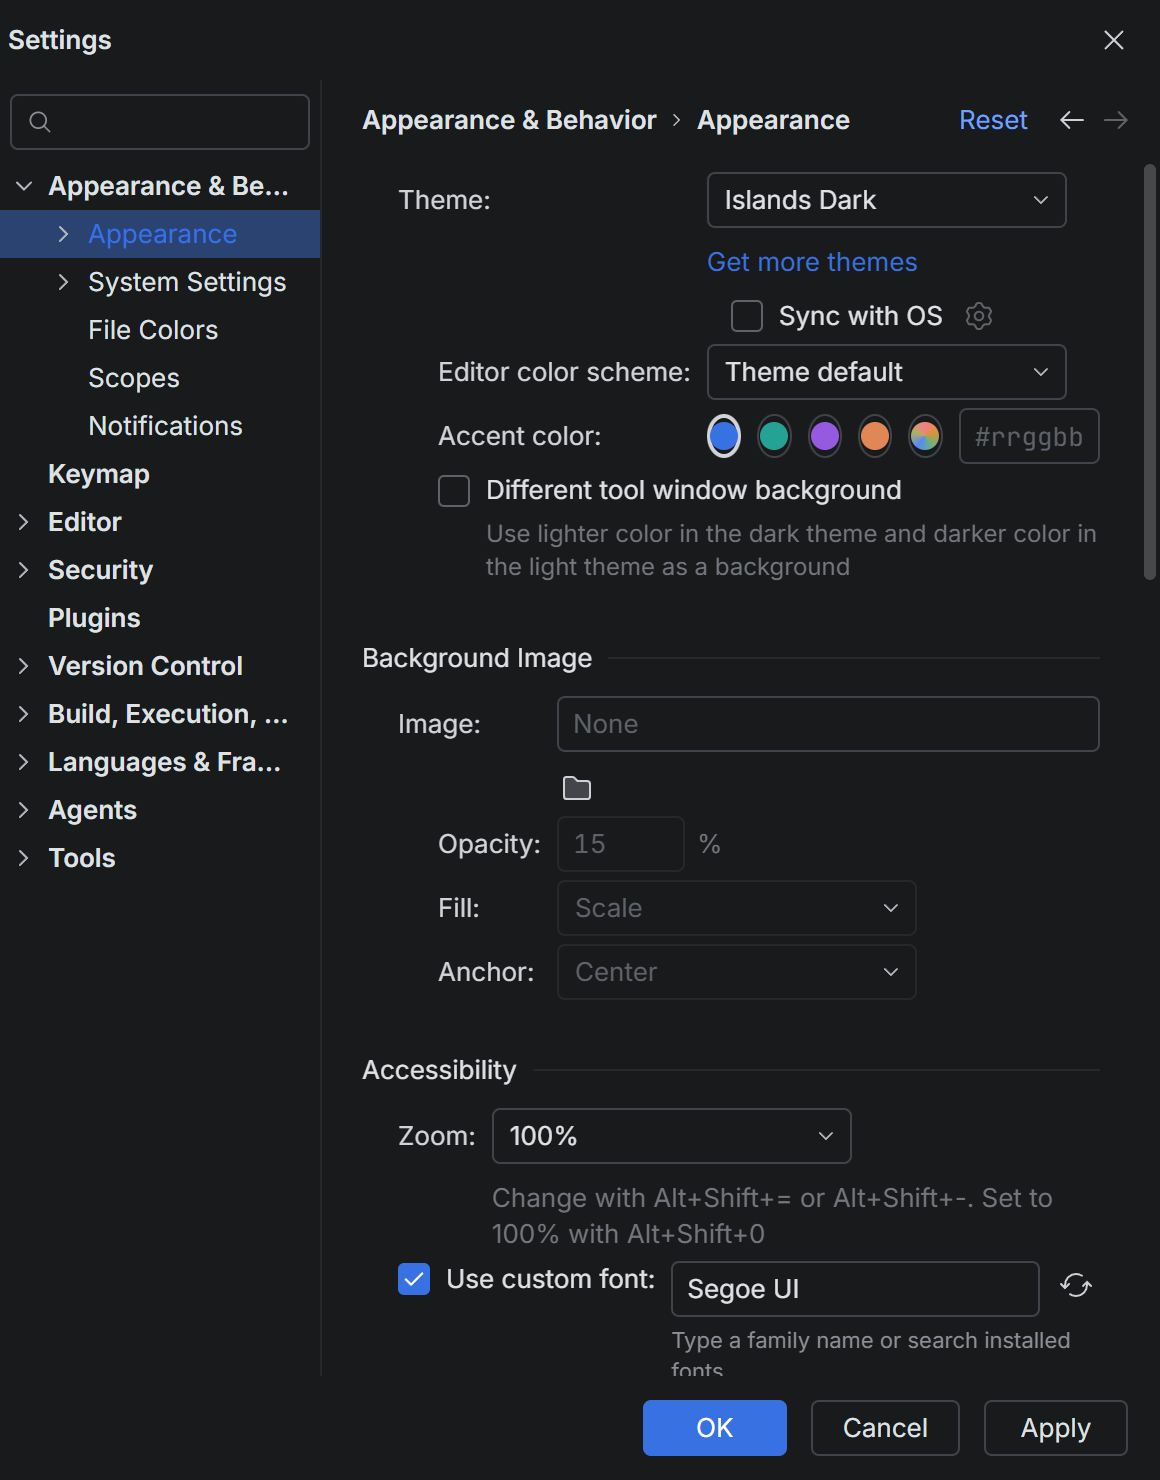 Settings
Appearance & Be...
Appearance
System Settings
File Colors
Scopes
Notifications
Keymap
Editor
Security
Plugins
Version Control
Build, Execution, ...
Languages & Fra...
Agents
Tools
Appearance & Behavior › Appearance
Reset
Theme: Islands Dark
Get more themes
Sync with OS
Editor color scheme: Theme default
Accent color: #rrggbb
Different tool window background
Use lighter color in the dark theme and darker color in
the light theme as a background
Background Image
Image: None
Opacity: 15 %
Fill: Scale
Anchor: Center
Accessibility
Zoom: 100%
Change with Alt+Shift+= or Alt+Shift+-. Set to
100% with Alt+Shift+0
Use custom font: Segoe UI
Type a family name or search installed
fonts
OK Cancel Apply